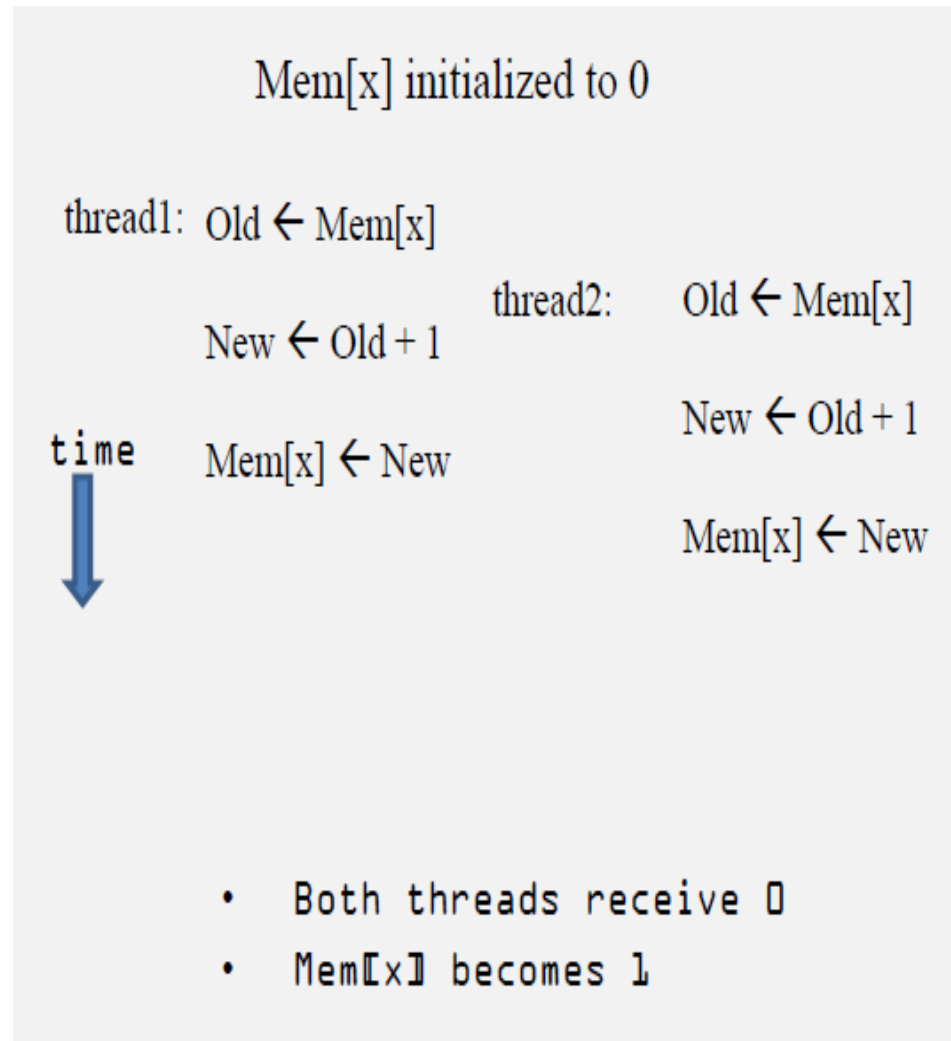 Mem[x] initialized to 0
thread1: Old ← Mem[x]
thread2: Old ← Mem[x]
New ← Old + 1
New ← Old + 1
time
Mem[x] ← New
Mem[x] ← New
• Both threads receive 0
• Mem[x] becomes 1